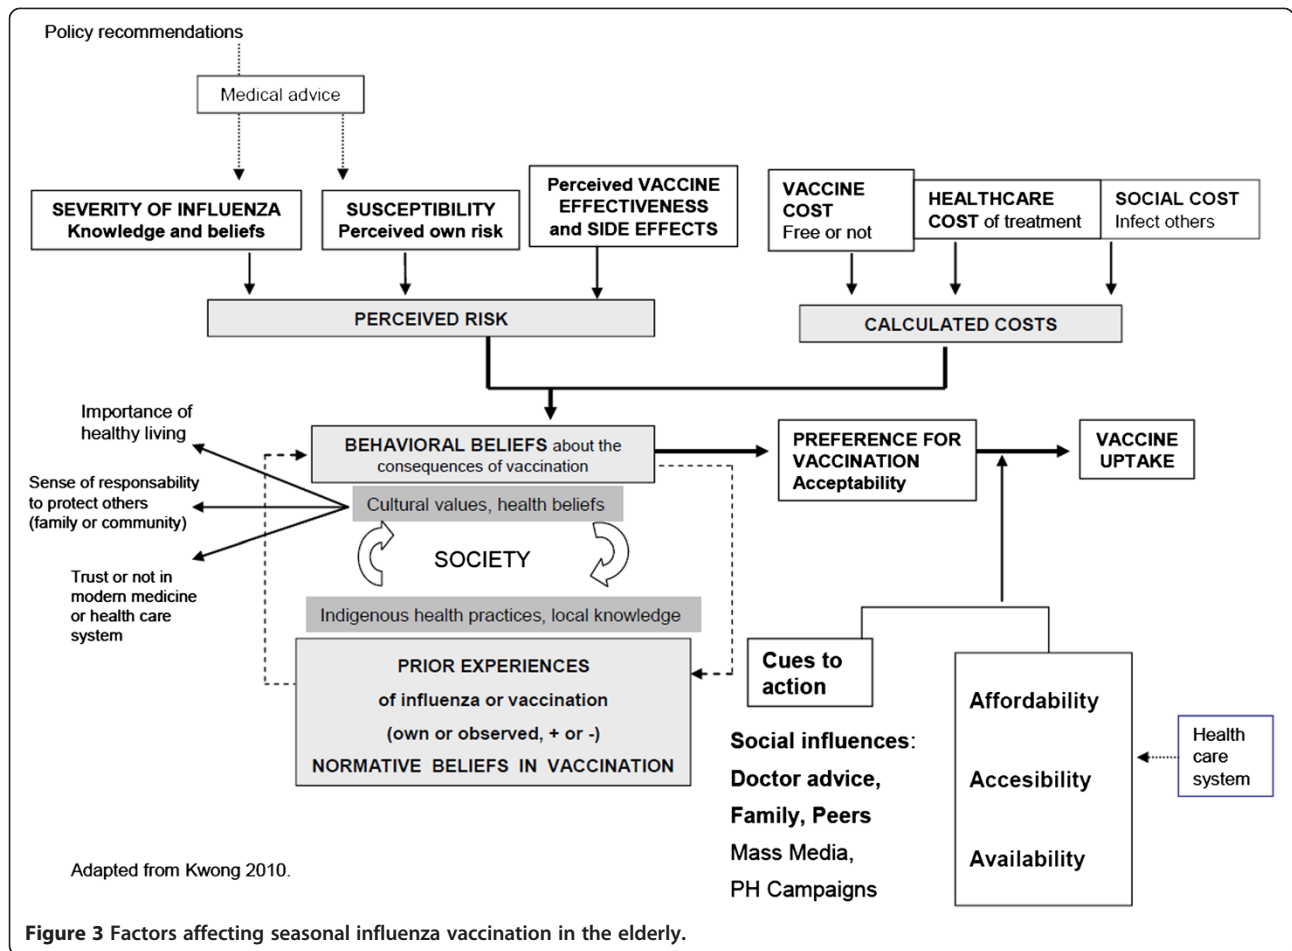 Policy recommendations
Medical advice
SEVERITY OF INFLUENZA
Knowledge and beliefs
SUSCEPTIBILITY
Perceived own risk
Perceived VACCINE
EFFECTIVENESS
and SIDE EFFECTS
VACCINE
COST
Free or not
HEALTHCARE
COST of treatment
SOCIAL COST
Infect others
PERCEIVED RISK
CALCULATED COSTS
Importance of
healthy living
Sense of responsability
to protect others
(family or community)
Trust or not in
modern medicine
or health care
system
BEHAVIORAL BELIEFS about the
consequences of vaccination
Cultural values, health beliefs
SOCIETY
Indigenous health practices, local knowledge
PRIOR EXPERIENCES
of influenza or vaccination
(own or observed, + or -)
NORMATIVE BELIEFS IN VACCINATION
PREFERENCE FOR
VACCINATION
Acceptability
VACCINE
UPTAKE
Cues to
action
Social influences:
Doctor advice,
Family, Peers
Mass Media,
PH Campaigns
Affordability
Accesibility
Availability
Health
care
system
Adapted from Kwong 2010.
Figure 3 Factors affecting seasonal influenza vaccination in the elderly.